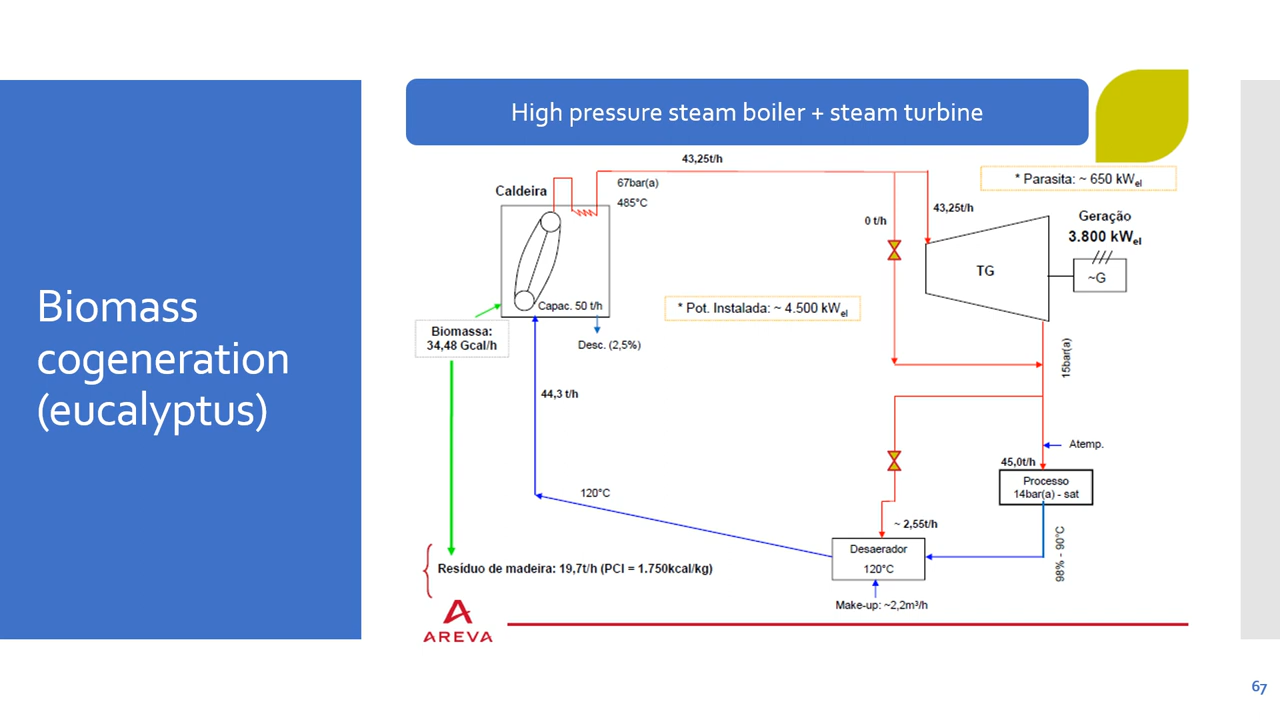 Biomass
cogeneration
(eucalyptus)
High pressure steam boiler + steam turbine
43,25t/h
* Parasita: ~ 650 kWel
Caldeira
67bar(a)
485°C
0 t/h
43,25t/h
Geração
3.800 kWel
TG
~G
Capac. 50 t/h
* Pot. Instalada: ~ 4.500 kWel
Biomassa:
34,48 Gcal/h
Desc. (2,5%)
15bar(a)
44,3 t/h
Atemp.
45,0t/h
Processo
14bar(a) - sat
120°C
~ 2,55t/h
98% - 90°C
Desaerador
120°C
Resíduo de madeira: 19,7t/h (PCI = 1.750kcal/kg)
Make-up: ~2,2m³/h
AREVA
67